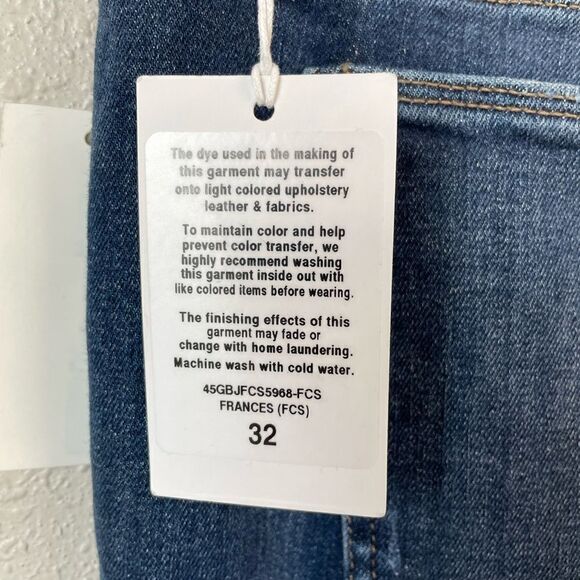 The dye used in the making of
this garment may transfer
onto light colored upholstery
leather & fabrics.
To maintain color and help
prevent color transfer, we
highly recommend washing
this garment inside out with
like colored items before wearing.
The finishing effects of this
garment may fade or
change with home laundering.
Machine wash with cold water.
45GBJFCS5968-FCS
FRANCES (FCS)
32